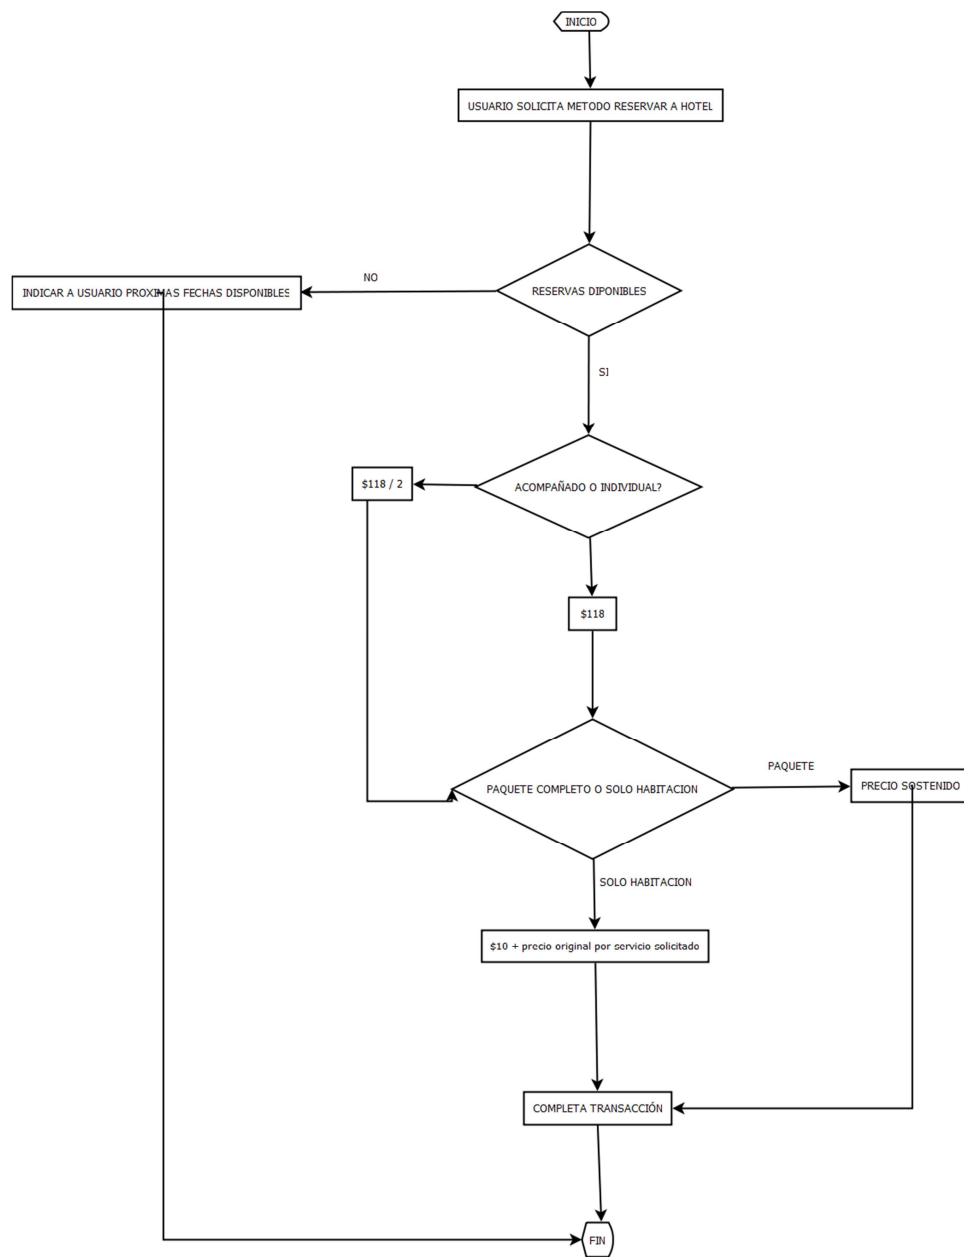 INICIO
USUARIO SOLICITA METODO RESERVAR A HOTEL
NO
RESERVAS DIPONIBLES
INDICAR A USUARIO PROXIMAS FECHAS DISPONIBLES
SI
$118 / 2
ACOMPAÑADO O INDIVIDUAL?
$118
PAQUETE
PAQUETE COMPLETO O SOLO HABITACION
PRECIO SOSTENIDO
SOLO HABITACION
$10 + precio original por servicio solicitado
COMPLETA TRANSACCIÓN
FIN